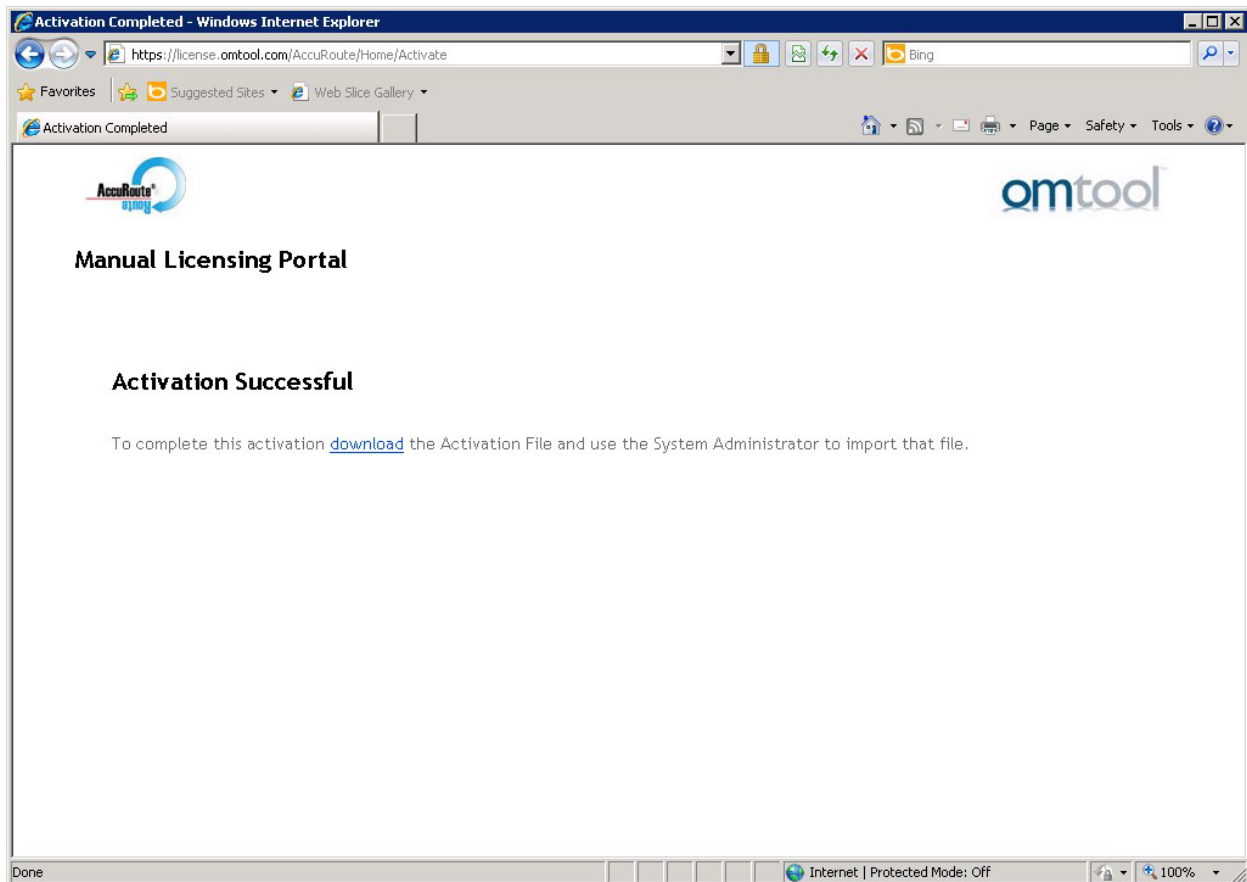 Activation Completed - Windows Internet Explorer
https://license.omtool.com/AccuRoute/Home/Activate
Bing
Favorites Suggested Sites Web Slice Gallery
Activation Completed
Page Safety Tools
AccuRoute®
Route
omtool
Manual Licensing Portal
Activation Successful
To complete this activation download the Activation File and use the System Administrator to import that file.
Done
Internet | Protected Mode: Off
100%